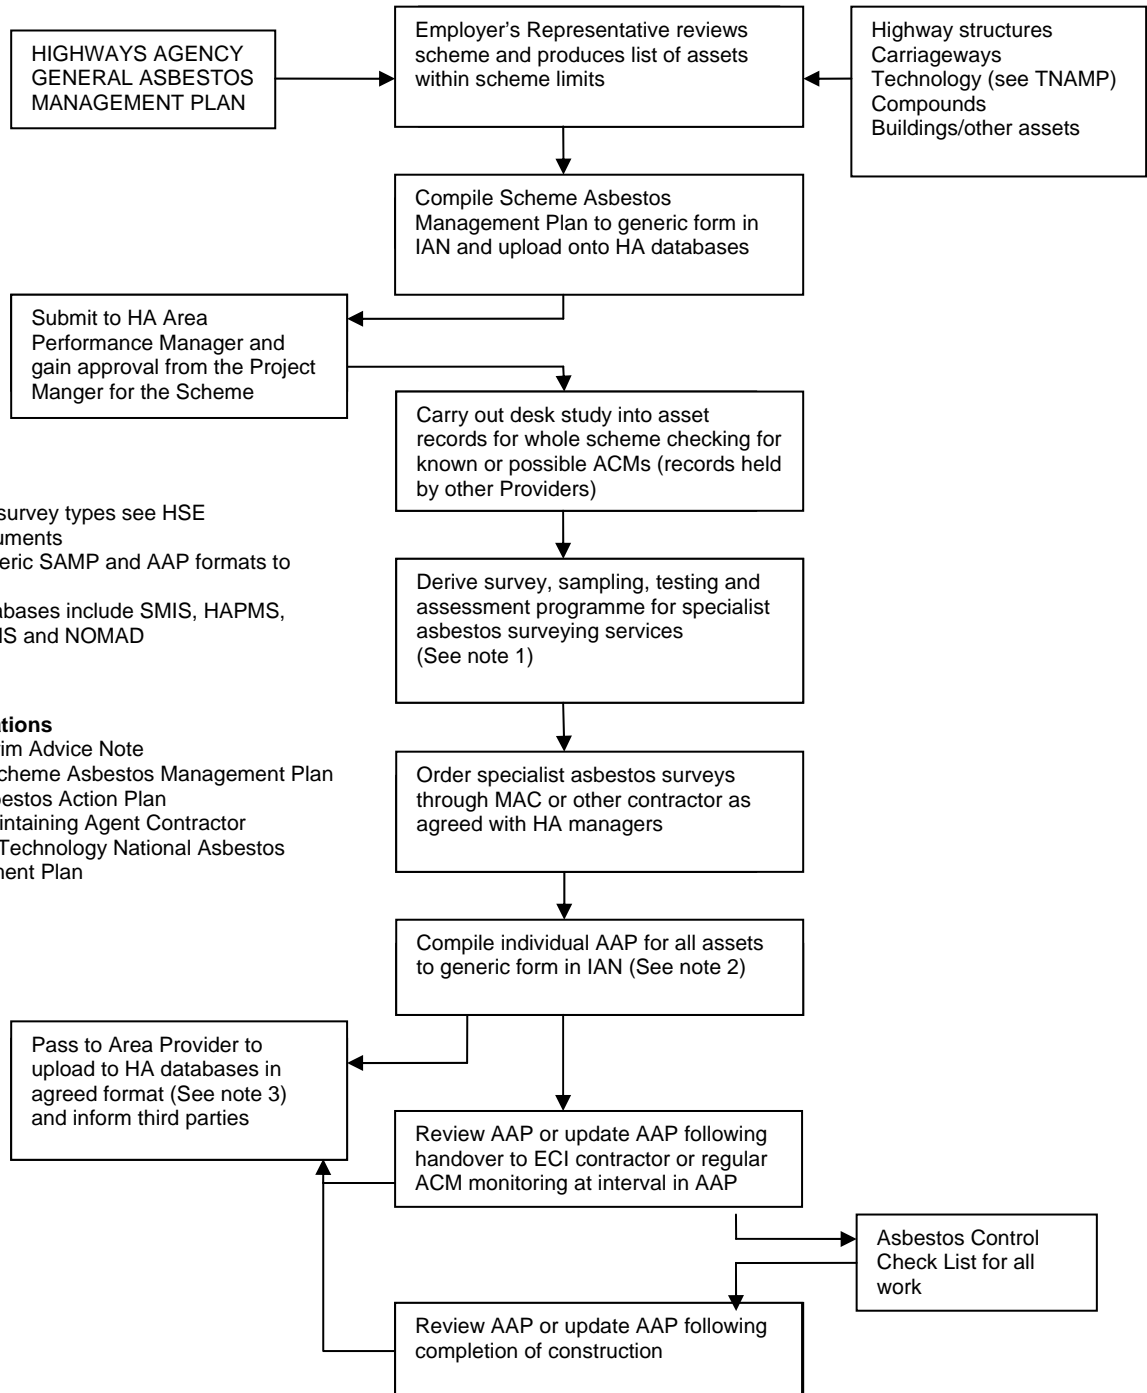 HIGHWAYS AGENCY
GENERAL ASBESTOS
MANAGEMENT PLAN
Employer's Representative reviews
scheme and produces list of assets
within scheme limits
Highway structures
Carriageways
Technology (see TNAMP)
Compounds
Buildings/other assets
Compile Scheme Asbestos
Management Plan to generic form in
IAN and upload onto HA databases
Submit to HA Area
Performance Manager and
gain approval from the Project
Manger for the Scheme
Carry out desk study into asset
records for whole scheme checking for
known or possible ACMs (records held
by other Providers)
survey types see HSE
uments
eric SAMP and AAP formats to
abases include SMIS, HAPMS,
IS and NOMAD
Derive survey, sampling, testing and
assessment programme for specialist
asbestos surveying services
(See note 1)
ations
rim Advice Note
cheme Asbestos Management Plan
bestos Action Plan
intaining Agent Contractor
Technology National Asbestos
ment Plan
Order specialist asbestos surveys
through MAC or other contractor as
agreed with HA managers
Compile individual AAP for all assets
to generic form in IAN (See note 2)
Pass to Area Provider to
upload to HA databases in
agreed format (See note 3)
and inform third parties
Review AAP or update AAP following
handover to ECI contractor or regular
ACM monitoring at interval in AAP
Asbestos Control
Check List for all
work
Review AAP or update AAP following
completion of construction